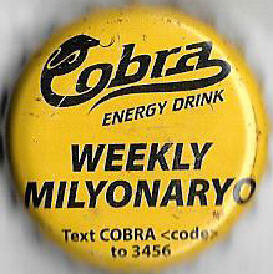 Cobra
ENERGY DRINK
WEEKLY
MILYONARYO
Text COBRA <code>
to 3456